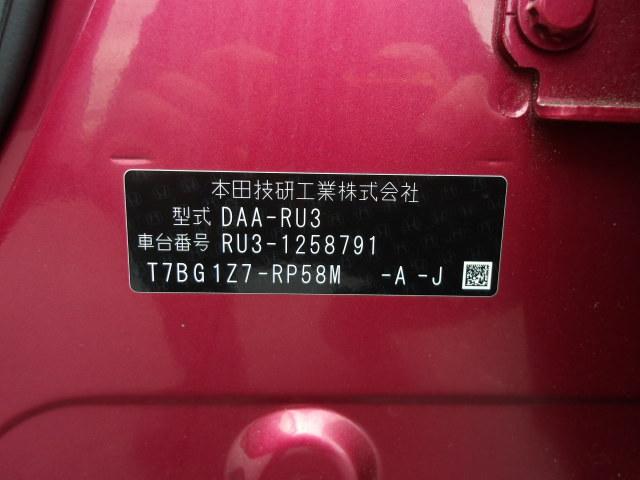 本田技研工業株式会社
型式 DAA-RU3
車台番号 RU3-1258791
T7BG1Z7-RP58M -A -J